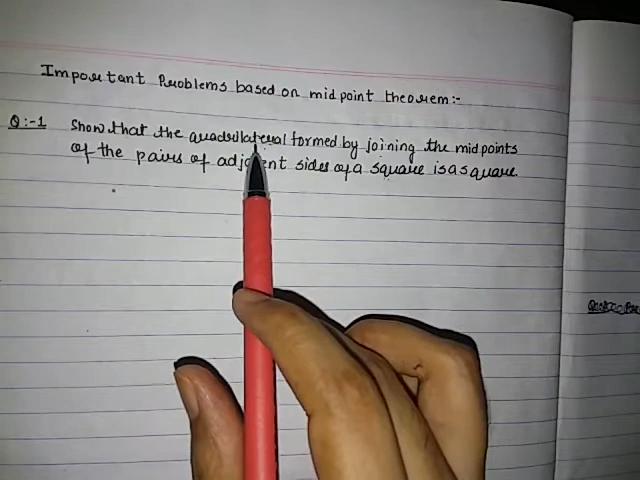 Important Problems based on midpoint theorem:-
Q:-1 Show that the quadrilateral formed by joining the midpoints
of the pairs of adjacent sides of a square is a square.